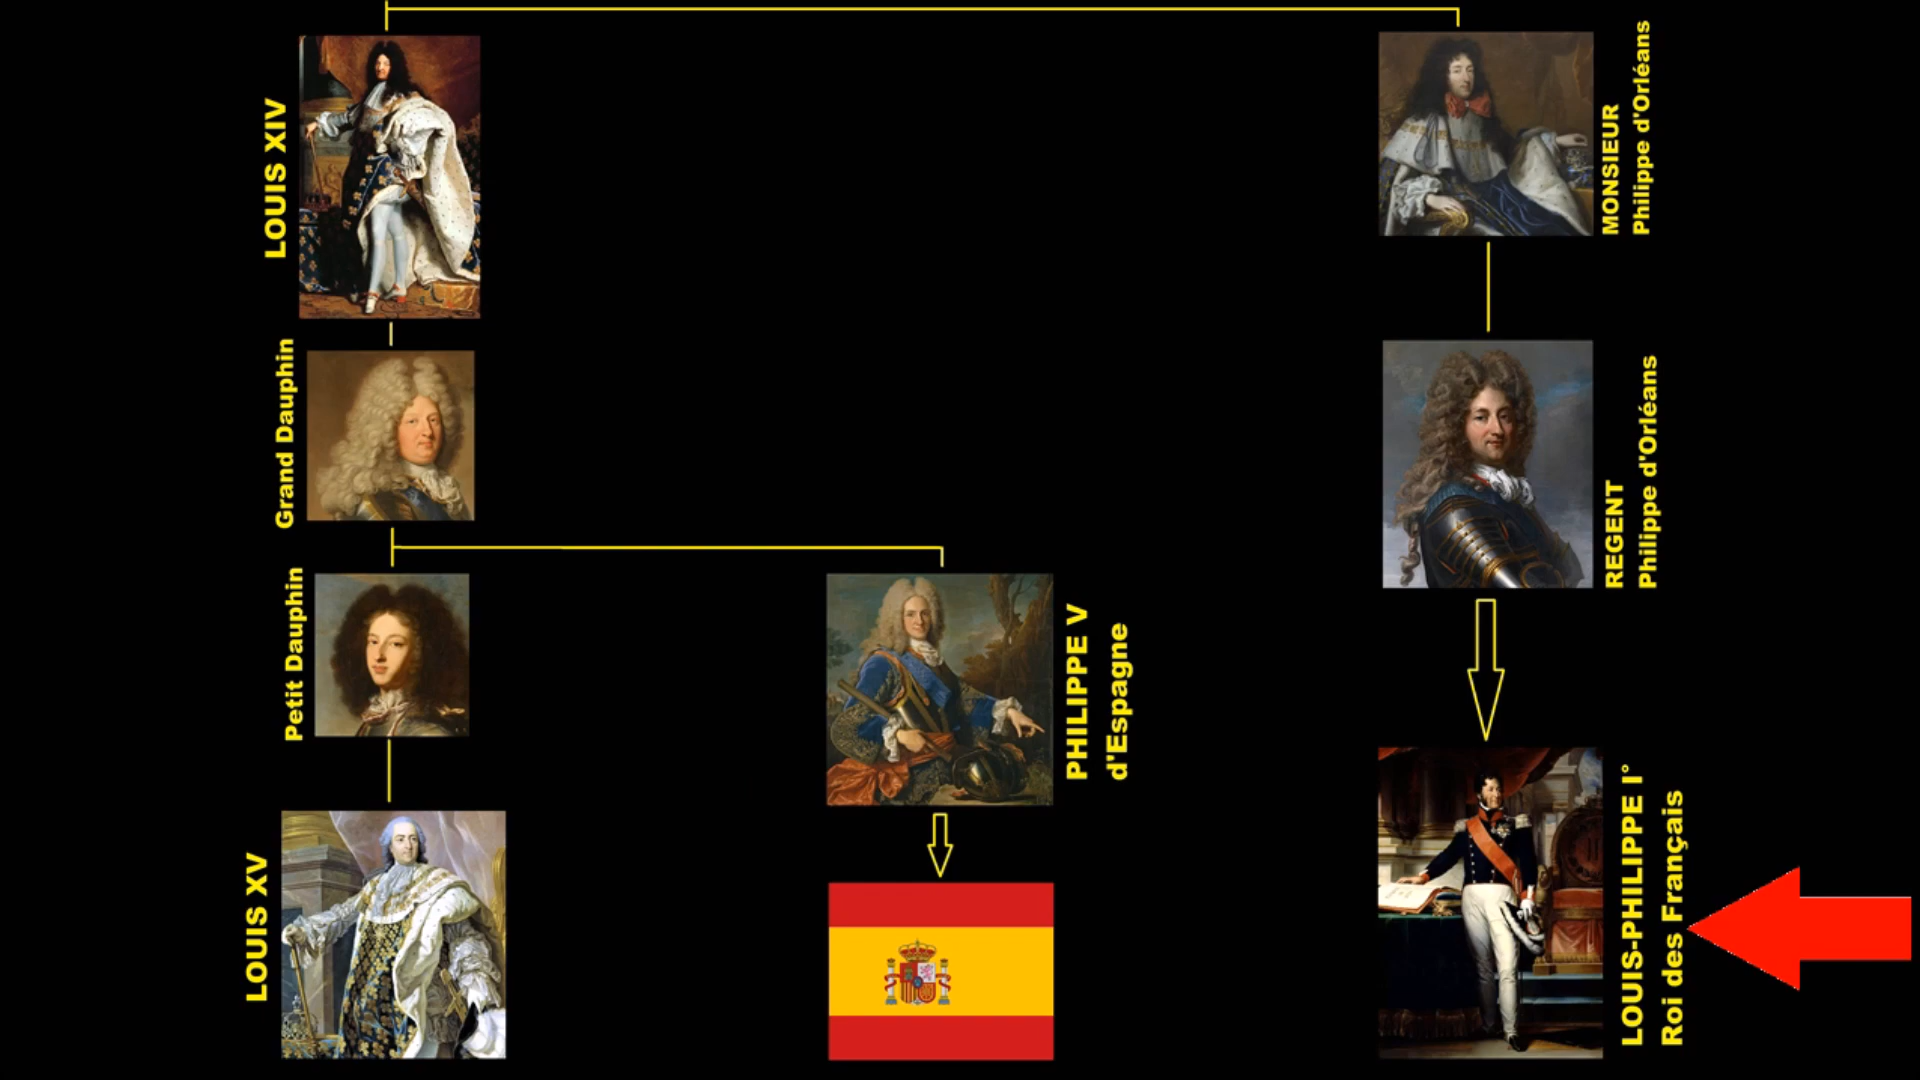 LOUIS XIV
MONSIEUR
Philippe d'Orléans
Grand Dauphin
REGENT
Philippe d'Orléans
Petit Dauphin
PHILIPPE V
d'Espagne
LOUIS XV
LOUIS-PHILIPPE I°
Roi des Français